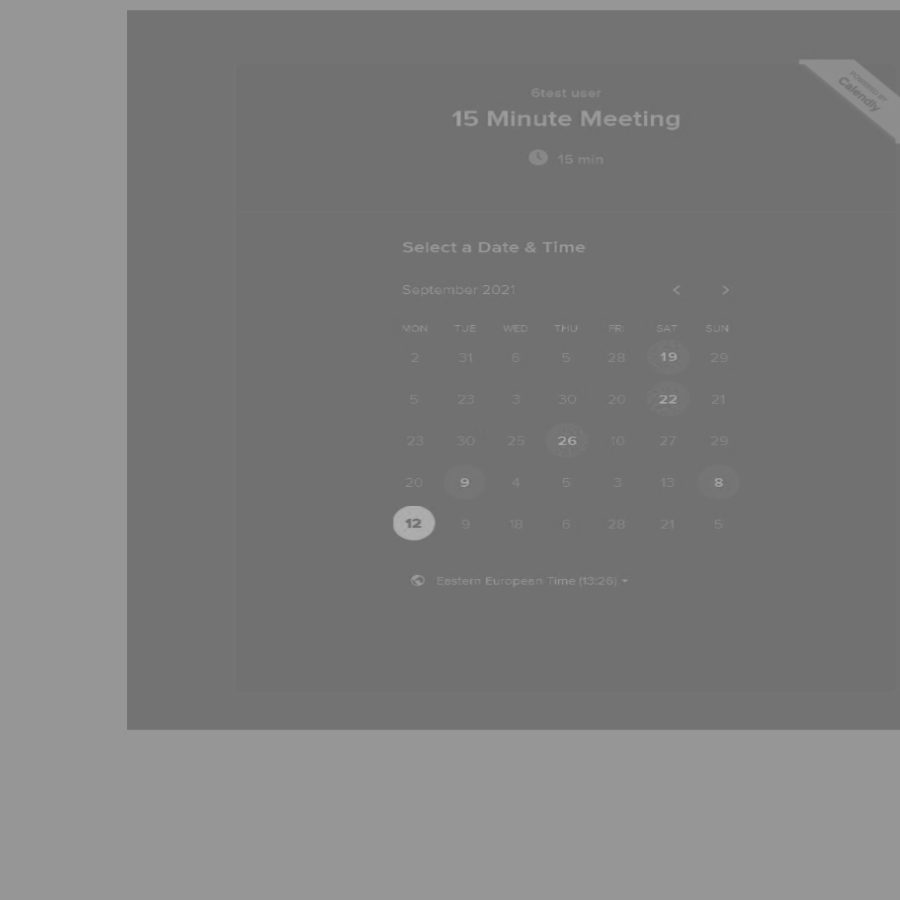 6test user
15 Minute Meeting
15 min
POWERED BY
Calendly
Select a Date & Time
September 2021 < >
MON TUE WED THU FRI SAT SUN
2 31 6 5 28 19 29
5 23 3 30 20 22 21
23 30 25 26 10 27 29
20 9 4 5 3 13 8
12 9 18 6 28 21 5
Eastern European Time (13:26)